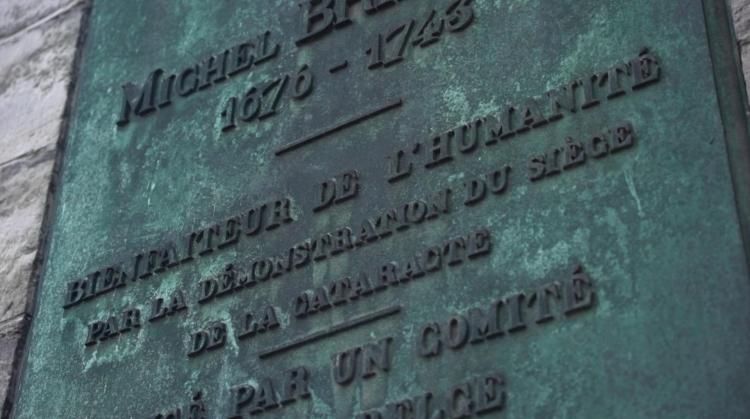 MICHEL
1676 - 1743
BIENFAITEUR DE L'HUMANITÉ
PAR LA DÉMONSTRATION DU SIÈGE
DE LA CATARACTE
PAR UN COMITÉ